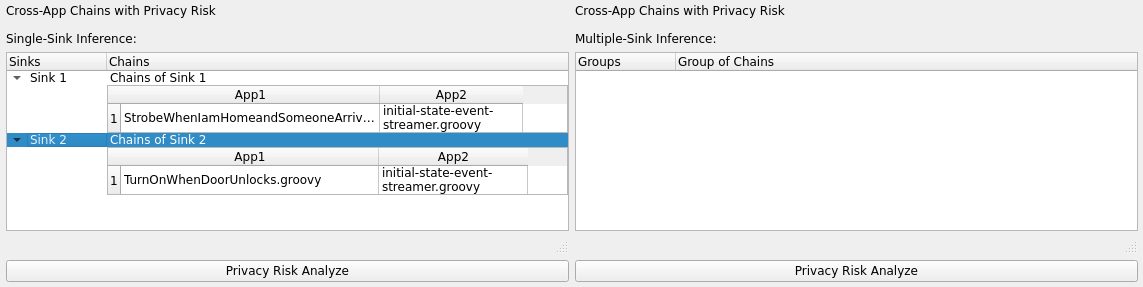 Cross-App Chains with Privacy Risk
Single-Sink Inference:
Sinks Chains
Sink 1 Chains of Sink 1
App1 App2
1 StrobeWhenIamHomeandSomeoneArriv... initial-state-event-
streamer.groovy
Sink 2 Chains of Sink 2
App1 App2
1 TurnOnWhenDoorUnlocks.groovy initial-state-event-
streamer.groovy
Privacy Risk Analyze
Cross-App Chains with Privacy Risk
Multiple-Sink Inference:
Groups Group of Chains
Privacy Risk Analyze